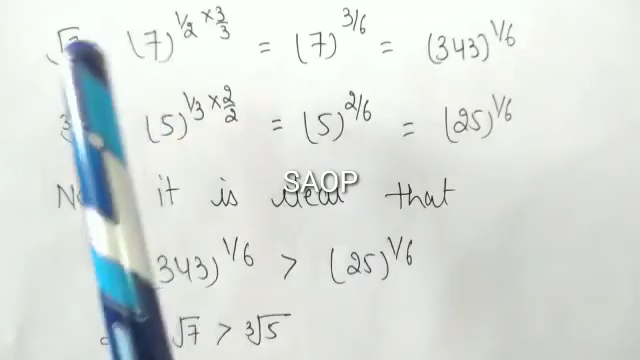 (7)^{1/2 × 3/3} = (7)^{3/6} = (343)^{1/6}
(5)^{1/3 × 2/2} = (5)^{2/6} = (25)^{1/6}
SAOP
it is that
343)^{1/6} > (25)^{1/6}
√7 > ∛5